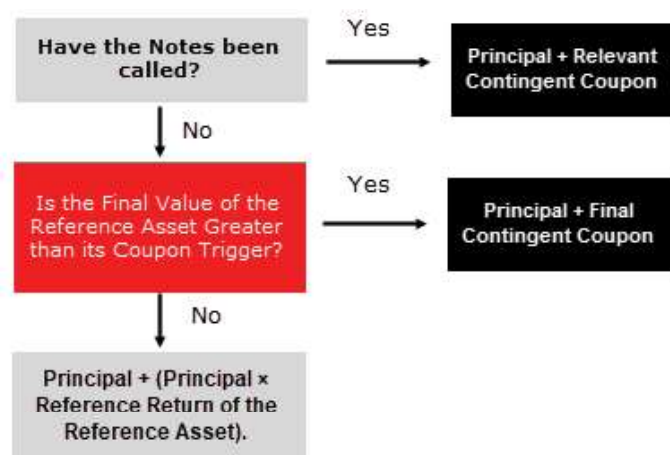 Have the Notes been
called?
Yes
Principal + Relevant
Contingent Coupon
No
Is the Final Value of the
Reference Asset Greater
than its Coupon Trigger?
Yes
Principal + Final
Contingent Coupon
No
Principal + (Principal ×
Reference Return of the
Reference Asset).